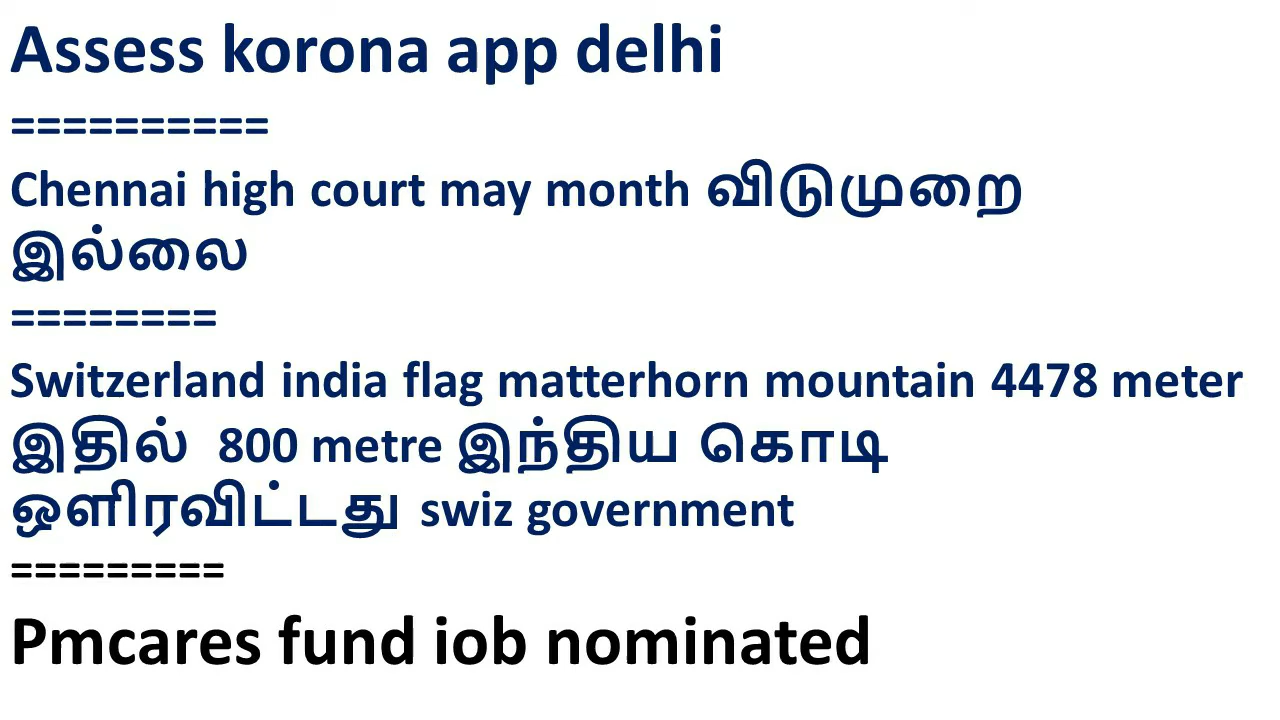 Assess korona app delhi
==========
Chennai high court may month விடுமுறை
இல்லை
========
Switzerland india flag matterhorn mountain 4478 meter
இதில் 800 metre இந்திய கொடி
ஒளிரவிட்டது swiz government
=========
Pmcares fund iob nominated